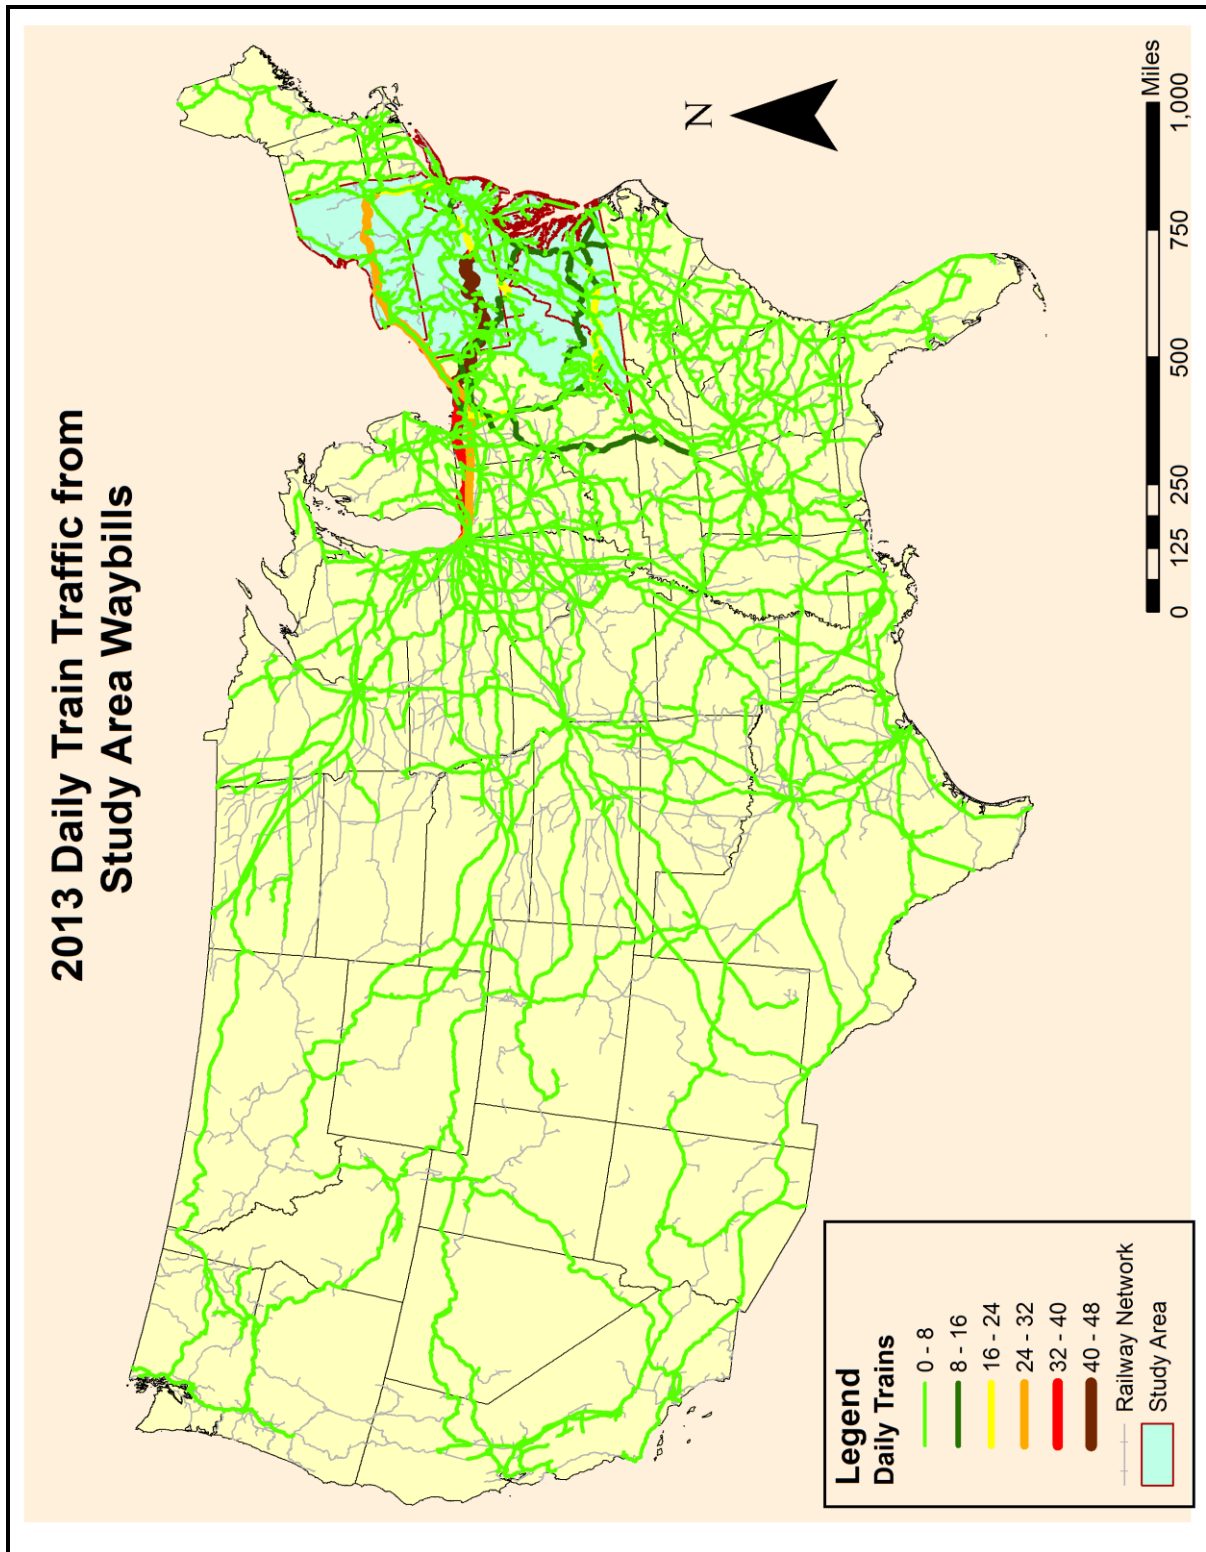 2013 Daily Train Traffic from
Study Area Waybills
N
Legend
Daily Trains
0 - 8
8 - 16
16 - 24
24 - 32
32 - 40
40 - 48
Railway Network
Study Area
0 125 250 500 750 1,000
Miles